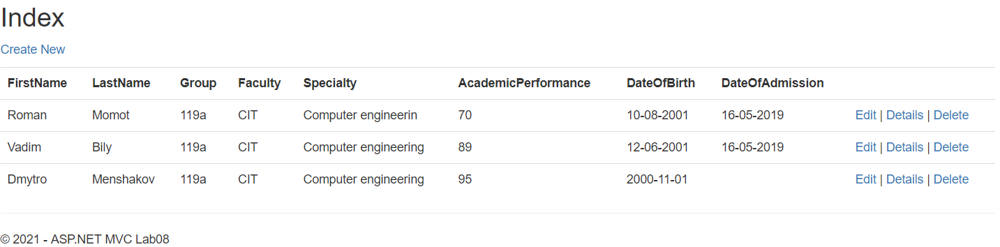 Index
Create New
FirstName LastName Group Faculty Specialty AcademicPerformance DateOfBirth DateOfAdmission
Roman Momot 119a CIT Computer engineerin 70 10-08-2001 16-05-2019 Edit | Details | Delete
Vadim Bily 119a CIT Computer engineering 89 12-06-2001 16-05-2019 Edit | Details | Delete
Dmytro Menshakov 119a CIT Computer engineering 95 2000-11-01 Edit | Details | Delete
© 2021 - ASP.NET MVC Lab08